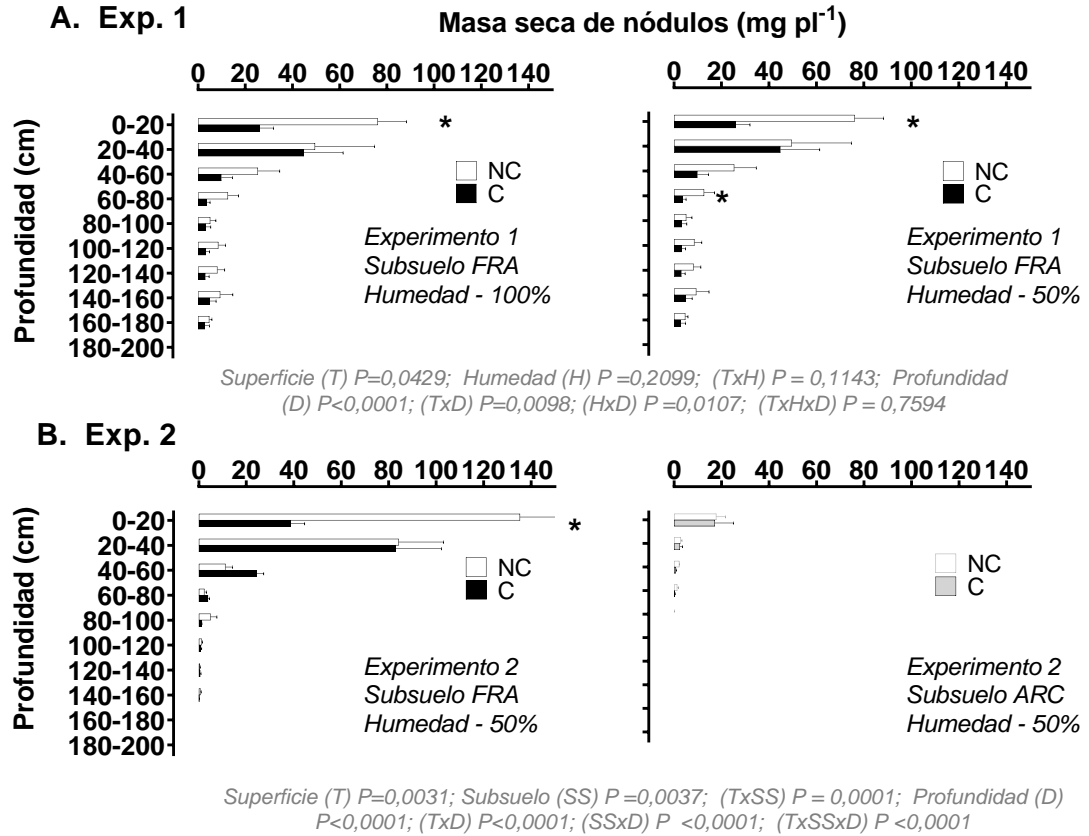 A. Exp. 1
Masa seca de nódulos (mg pl-1)
0 20 40 60 80 100 120 140
0 20 40 60 80 100 120 140
Profundidad (cm)
0-20
20-40
40-60
60-80
80-100
100-120
120-140
140-160
160-180
180-200
*
NC
C
Experimento 1
Subsuelo FRA
Humedad - 100%
*
*
NC
C
Experimento 1
Subsuelo FRA
Humedad - 50%
Superficie (T) P=0,0429; Humedad (H) P =0,2099; (TxH) P = 0,1143; Profundidad
(D) P<0,0001; (TxD) P=0,0098; (HxD) P =0,0107; (TxHxD) P = 0,7594
B. Exp. 2
0 20 40 60 80 100 120 140
0 20 40 60 80 100 120 140
Profundidad (cm)
0-20
20-40
40-60
60-80
80-100
100-120
120-140
140-160
160-180
180-200
*
NC
C
Experimento 2
Subsuelo FRA
Humedad - 50%
NC
C
Experimento 2
Subsuelo ARC
Humedad - 50%
Superficie (T) P=0,0031; Subsuelo (SS) P =0,0037; (TxSS) P = 0,0001; Profundidad (D)
P<0,0001; (TxD) P<0,0001; (SSxD) P <0,0001; (TxSSxD) P <0,0001